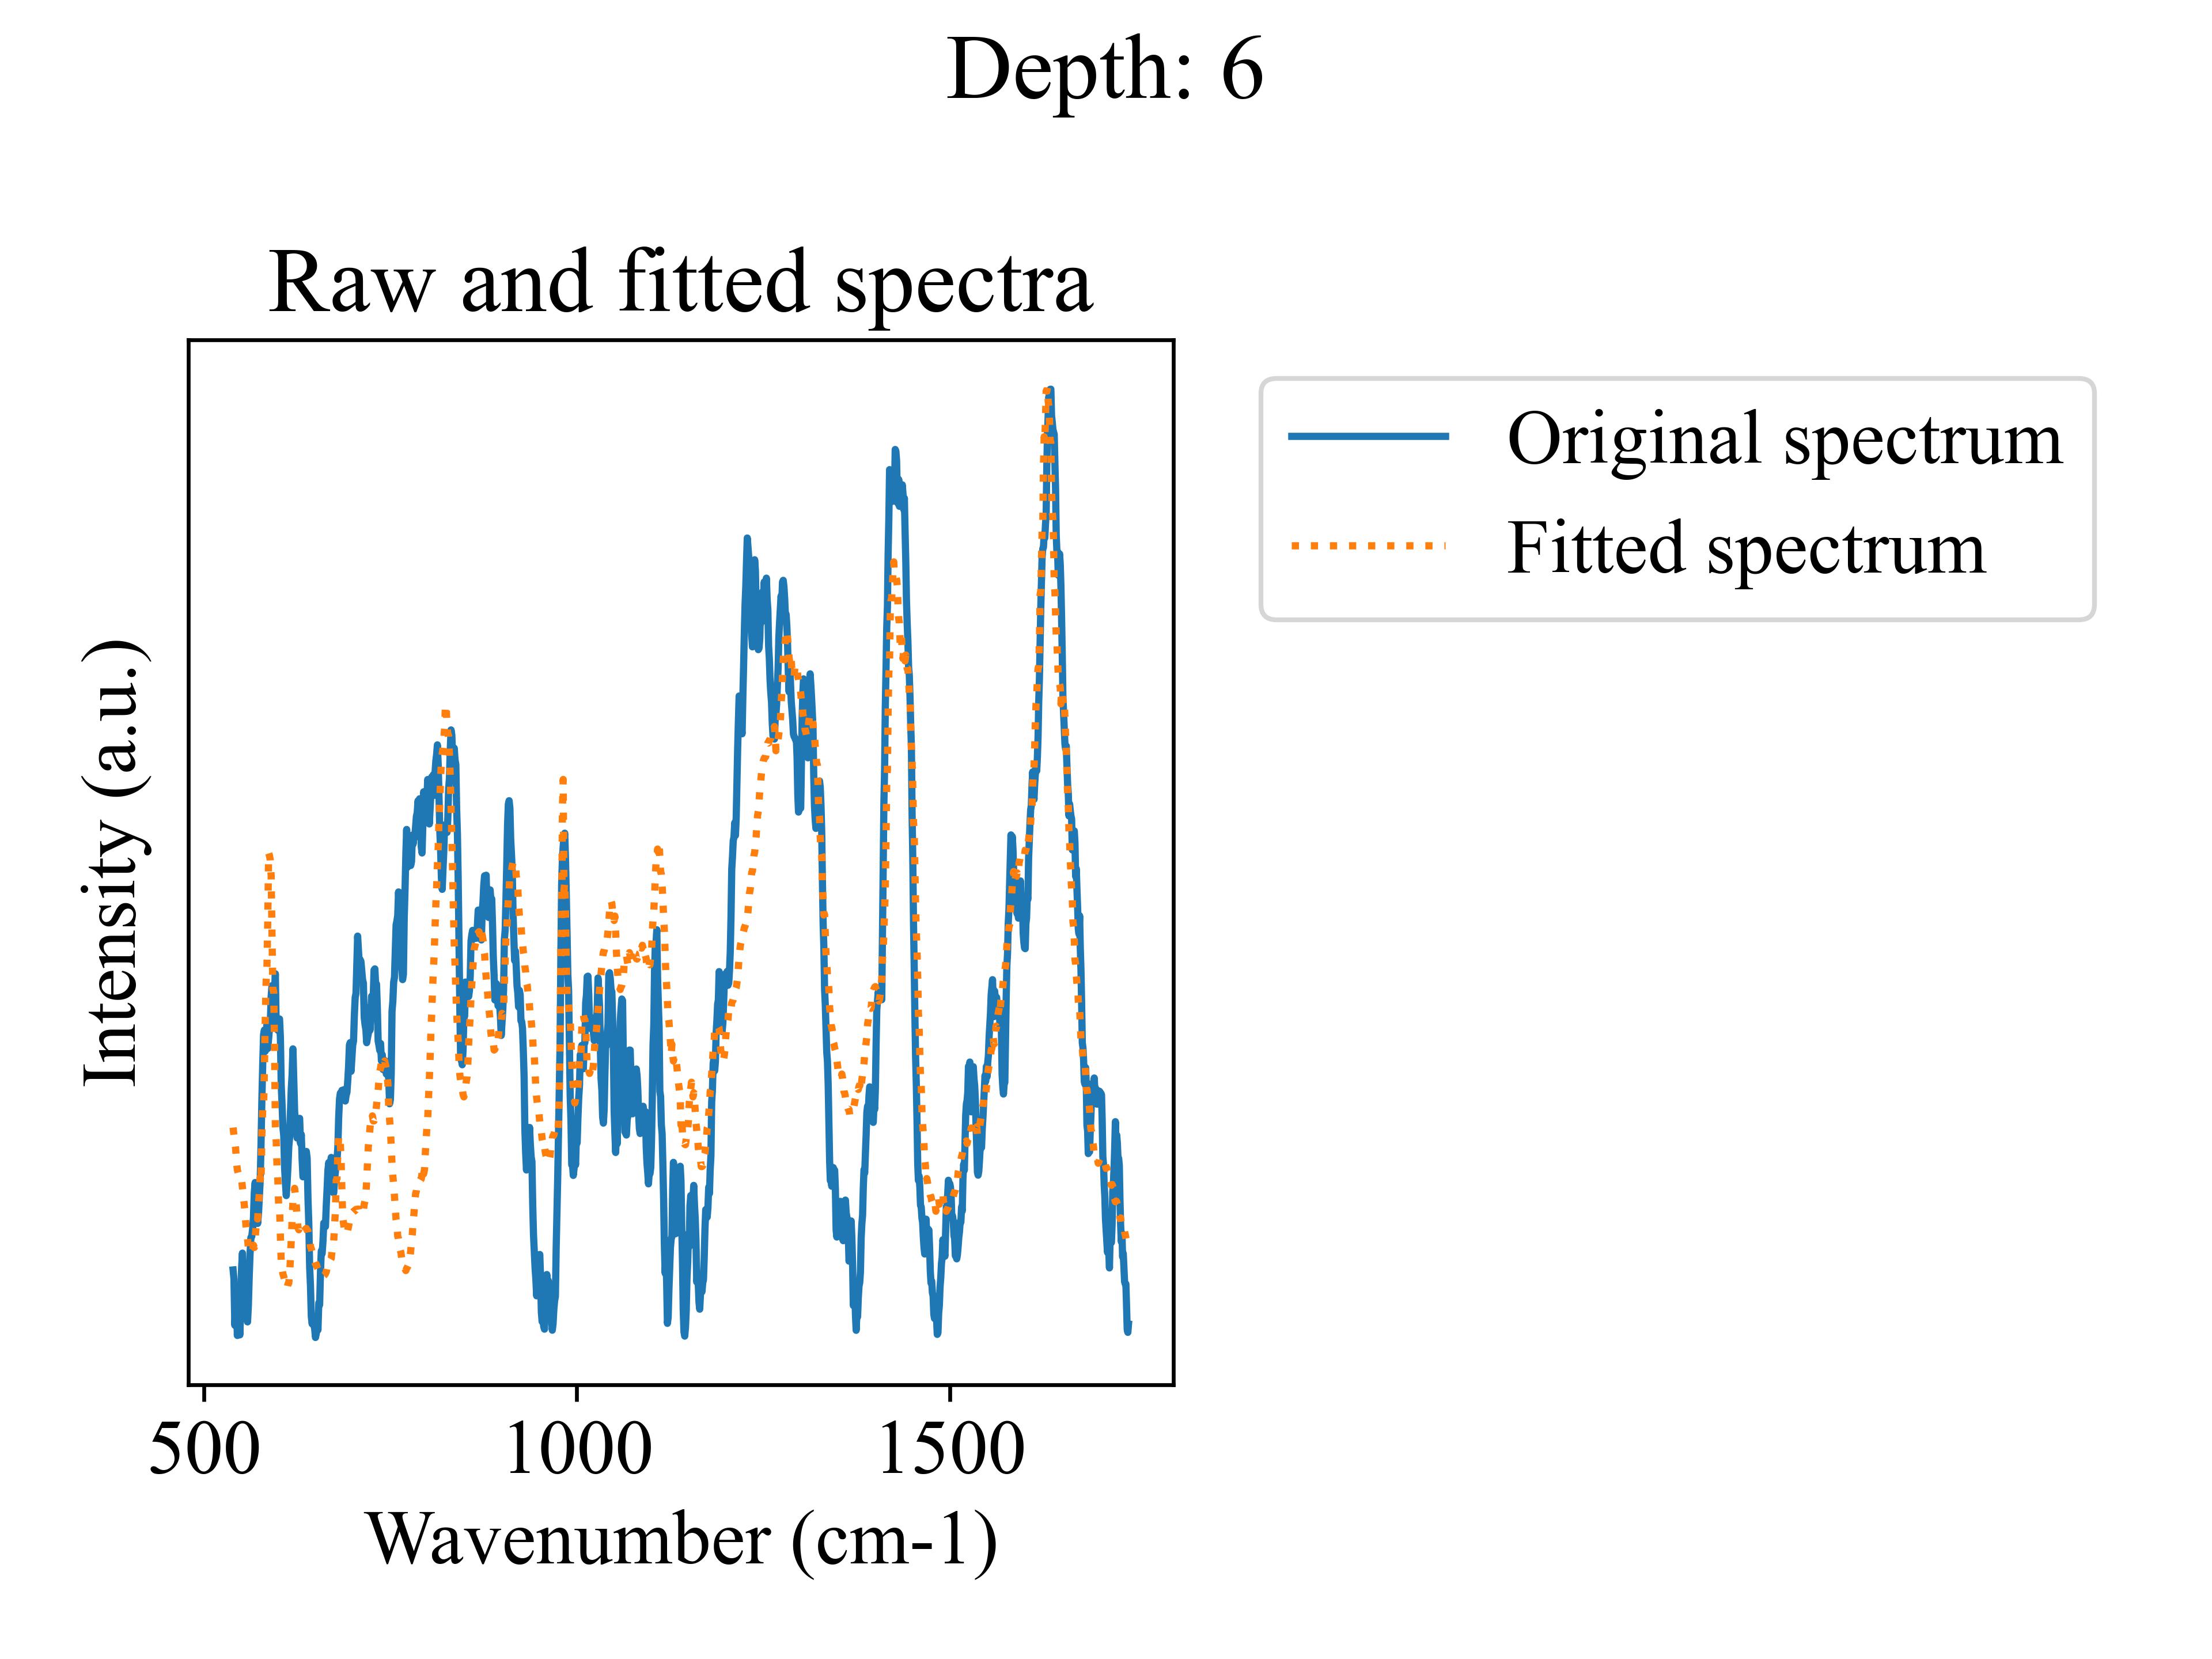 Depth: 6
Raw and fitted spectra
Original spectrum
Fitted spectrum
Intensity (a.u.)
500 1000 1500
Wavenumber (cm-1)